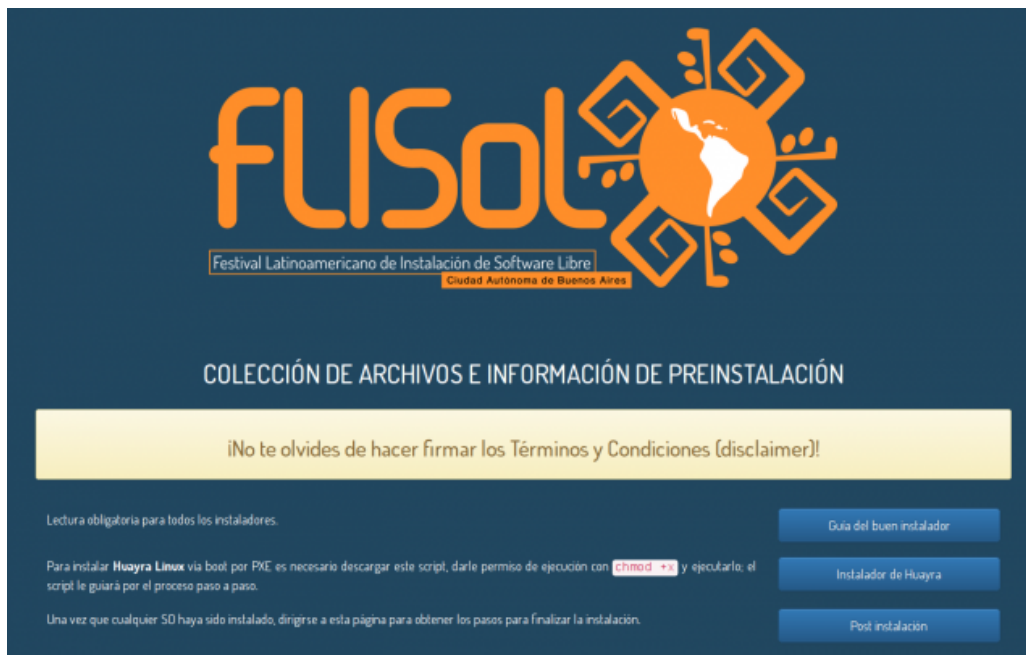 fLISoL
Festival Latinoamericano de Instalación de Software Libre
Ciudad Autónoma de Buenos Aires
COLECCIÓN DE ARCHIVOS E INFORMACIÓN DE PREINSTALACIÓN
¡No te olvides de hacer firmar los Términos y Condiciones (disclaimer)!
Lectura obligatoria para todos los instaladores.
Guía del buen instalador
Para instalar Huayra Linux via boot por PXE es necesario descargar este script, darle permiso de ejecución con chmod +x y ejecutarlo; el
script le guiará por el proceso paso a paso.
Instalador de Huayra
Una vez que cualquier SO haya sido instalado, dirigirse a esta página para obtener los pasos para finalizar la instalación.
Post instalación